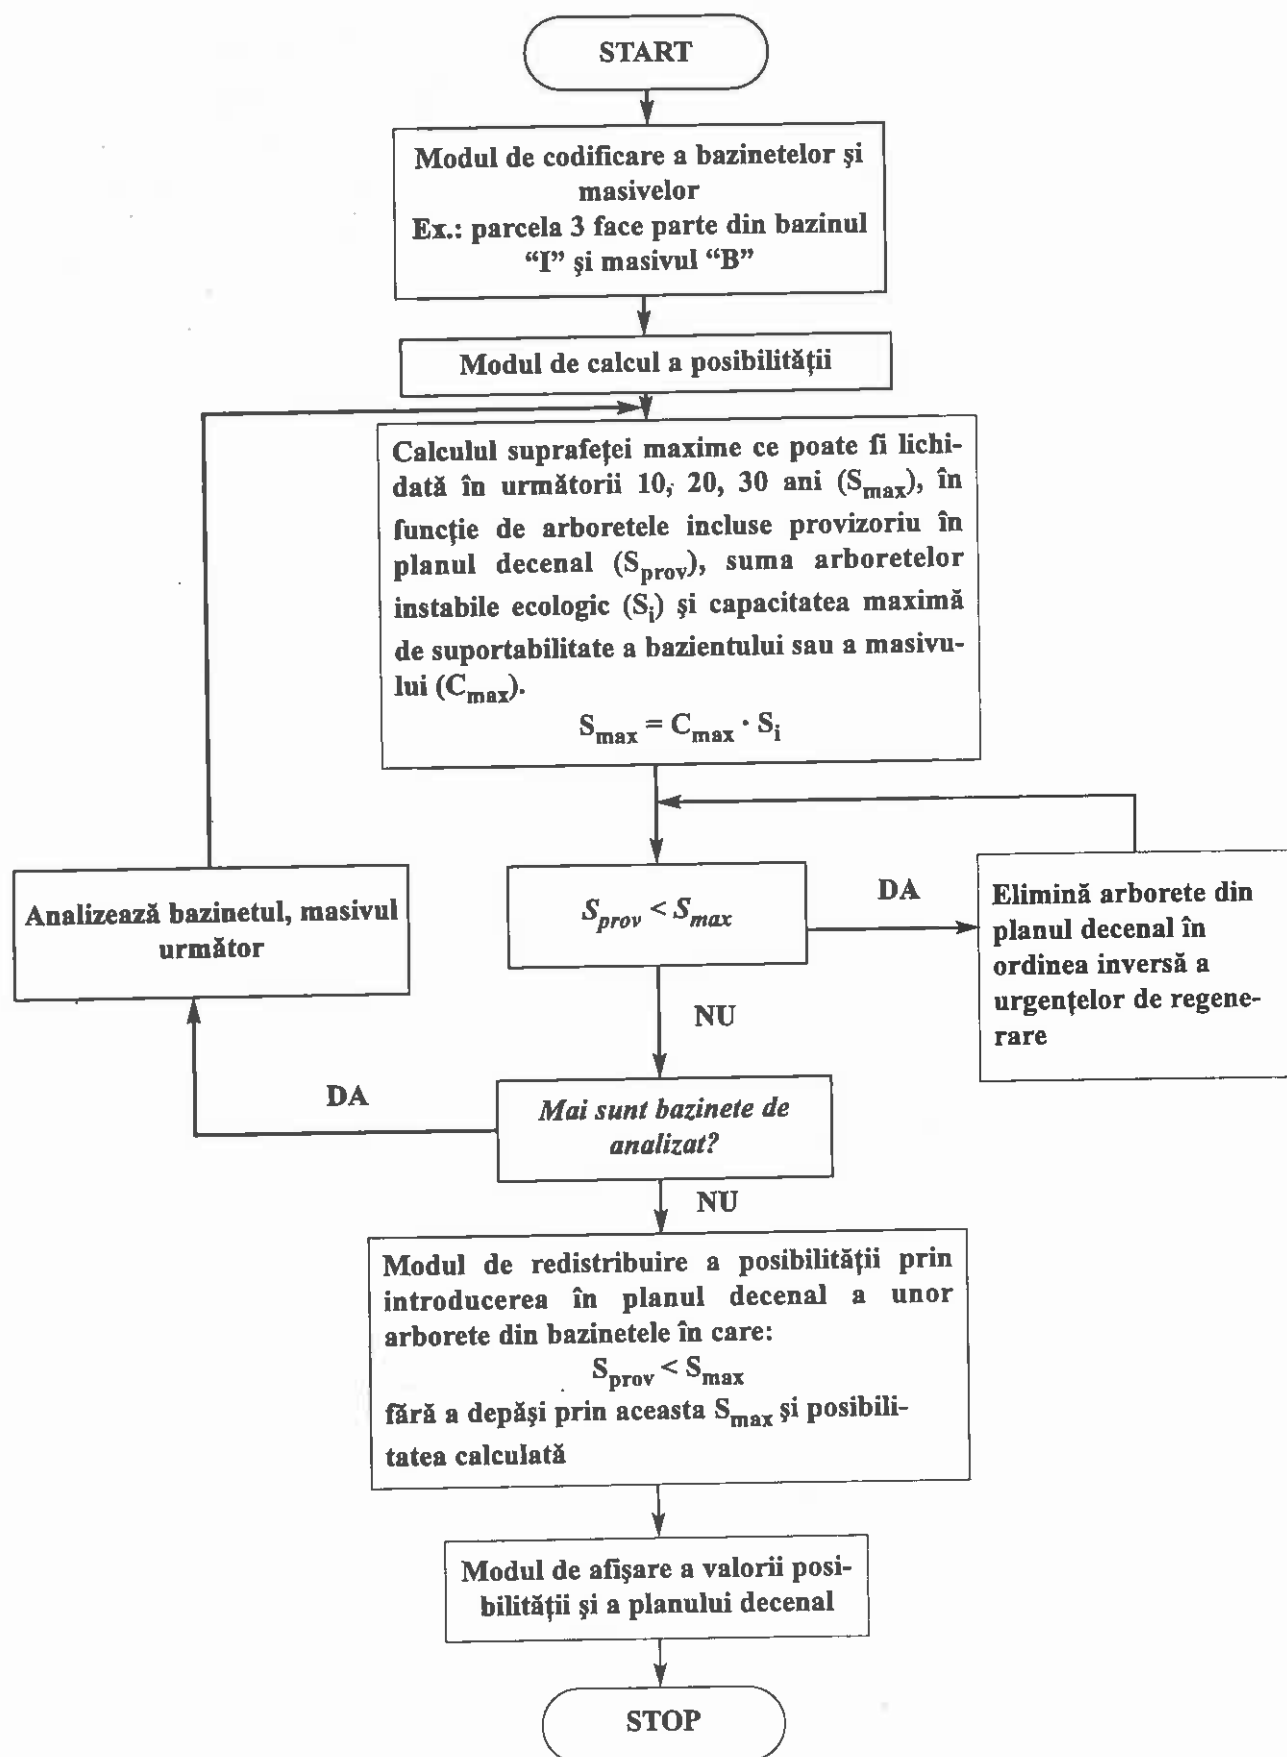 START
Modul de codificare a bazinetelor şi
masivelor
Ex.: parcela 3 face parte din bazinul
“I” şi masivul “B”
Modul de calcul a posibilităţii
Calculul suprafeţei maxime ce poate fi lichi-
dată în următorii 10, 20, 30 ani (Smax), în
funcţie de arboretele incluse provizoriu în
planul decenal (Sprov), suma arboretelor
instabile ecologic (Si) şi capacitatea maximă
de suportabilitate a bazientului sau a masivu-
lui (Cmax).
Smax = Cmax · Si
Sprov < Smax
DA
Elimină arborete din
planul decenal în
ordinea inversă a
urgenţelor de regene-
rare
Analizează bazinetul, masivul
următor
NU
DA
Mai sunt bazinete de
analizat?
NU
Modul de redistribuire a posibilităţii prin
introducerea în planul decenal a unor
arborete din bazinetele în care:
Sprov < Smax
fără a depăşi prin aceasta Smax şi posibili-
tatea calculată
Modul de afişare a valorii posi-
bilităţii şi a planului decenal
STOP